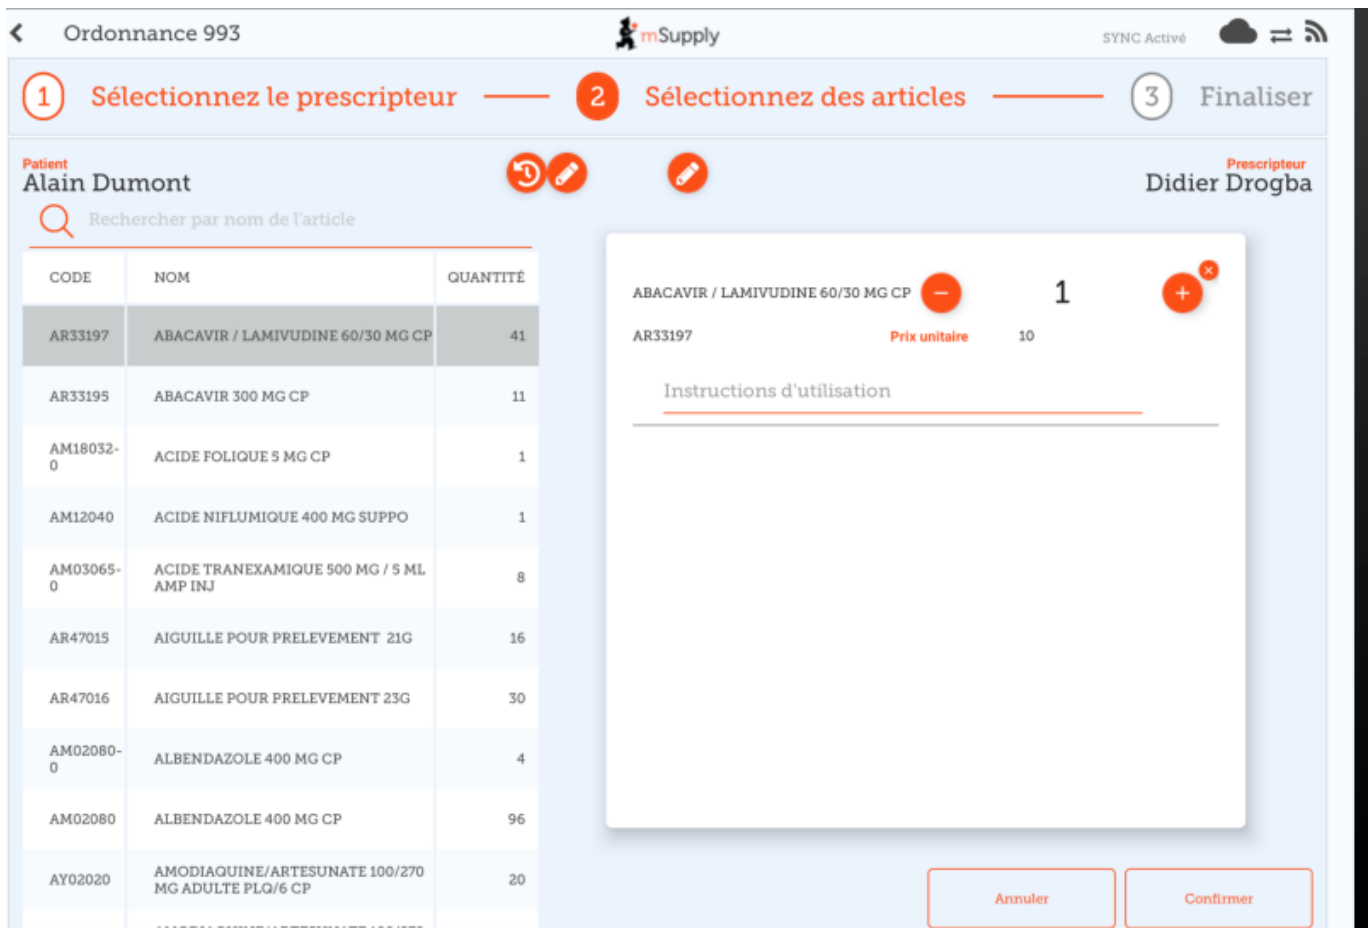 Ordonnance 993
mSupply
SYNC Activé
1 Sélectionnez le prescripteur
2 Sélectionnez des articles
3 Finaliser
Patient
Alain Dumont
Prescripteur
Didier Drogba
Rechercher par nom de l'article
CODE NOM QUANTITÉ
AR33197 ABACAVIR / LAMIVUDINE 60/30 MG CP 41
AR33195 ABACAVIR 300 MG CP 11
AM18032-
0 ACIDE FOLIQUE 5 MG CP 1
AM12040 ACIDE NIFLUMIQUE 400 MG SUPPO 1
AM03065- ACIDE TRANEXAMIQUE 500 MG / 5 ML
0 AMP INJ 8
AR47015 AIGUILLE POUR PRELEVEMENT 21G 16
AR47016 AIGUILLE POUR PRELEVEMENT 23G 30
AM02080-
0 ALBENDAZOLE 400 MG CP 4
AM02080 ALBENDAZOLE 400 MG CP 96
AY02020 AMODIAQUINE/ARTESUNATE 100/270
MG ADULTE PLQ/6 CP 20
ABACAVIR / LAMIVUDINE 60/30 MG CP 1
AR33197 Prix unitaire 10
Instructions d'utilisation
Annuler
Confirmer